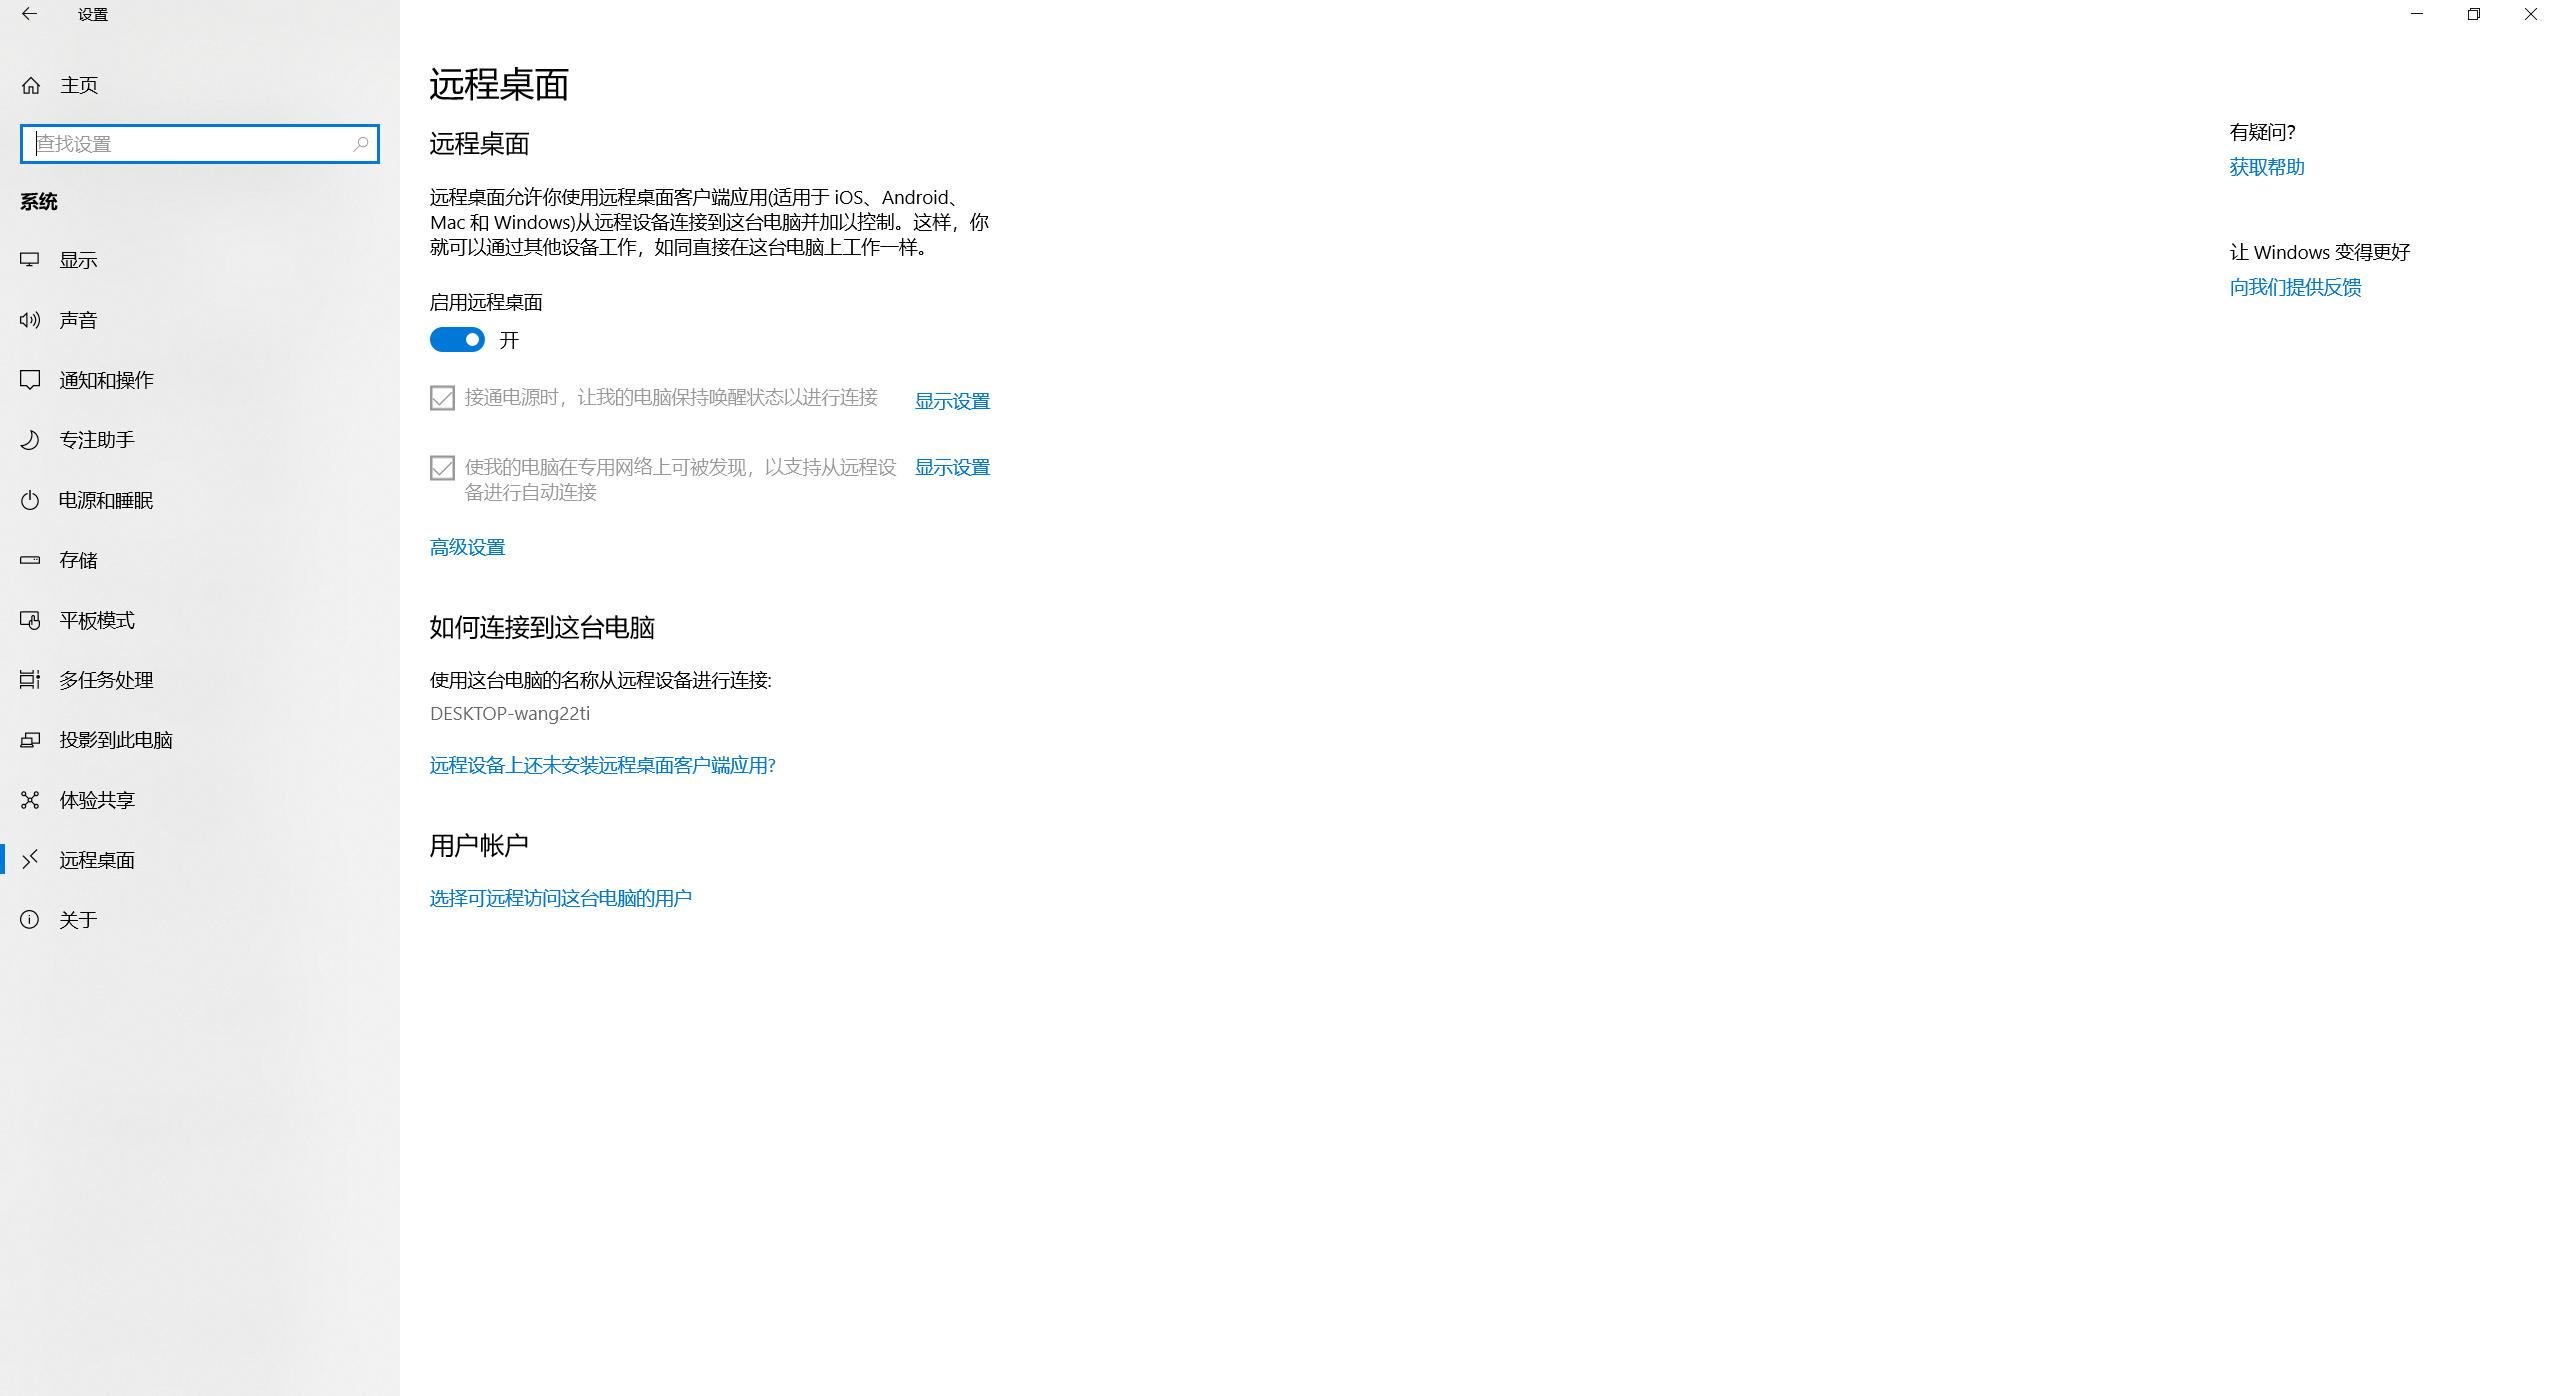 设置
主页
查找设置
系统
显示
声音
通知和操作
专注助手
电源和睡眠
存储
平板模式
多任务处理
投影到此电脑
体验共享
远程桌面
关于
远程桌面
远程桌面
远程桌面允许你使用远程桌面客户端应用(适用于 iOS、Android、
Mac 和 Windows)从远程设备连接到这台电脑并加以控制。这样，你
就可以通过其他设备工作，如同直接在这台电脑上工作一样。
启用远程桌面
开
接通电源时，让我的电脑保持唤醒状态以进行连接
显示设置
使我的电脑在专用网络上可被发现，以支持从远程设
备进行自动连接
显示设置
高级设置
如何连接到这台电脑
使用这台电脑的名称从远程设备进行连接:
DESKTOP-wang22ti
远程设备上还未安装远程桌面客户端应用?
用户帐户
选择可远程访问这台电脑的用户
有疑问?
获取帮助
让 Windows 变得更好
向我们提供反馈